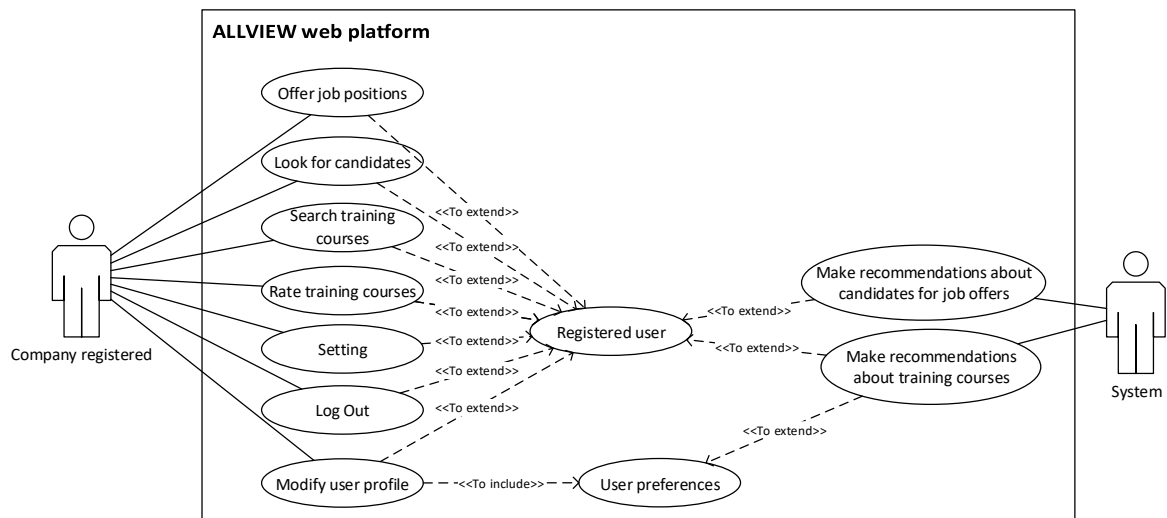 ALLVIEW web platform
Offer job positions
Look for candidates
Search training
courses
Rate training courses
Setting
Log Out
Modify user profile
Company registered
<<To extend>>
<<To extend>>
<<To extend>>
<<To extend>>
<<To extend>>
<<To extend>>
<<To extend>>
<<To include>>
Registered user
User preferences
<<To extend>>
<<To extend>>
<<To extend>>
Make recommendations about
candidates for job offers
Make recommendations
about training courses
System